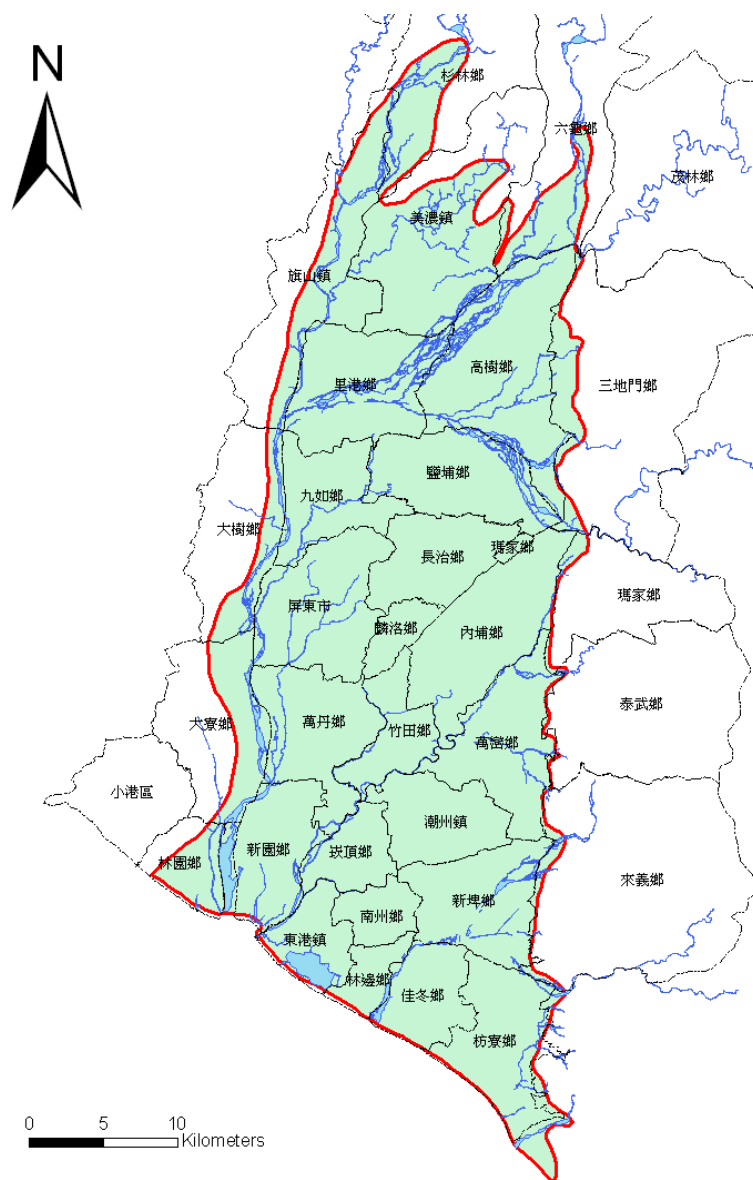 杉林鄉
N
六龜鄉
茂林鄉
美濃鎮
旗山鎮
高樹鄉
里港鄉
三地門鄉
鹽埔鄉
九如鄉
大樹鄉
長治鄉
瑪家鄉
瑪家鄉
屏東市
麟洛鄉
內埔鄉
泰武鄉
萬丹鄉
大寮鄉
竹田鄉
萬巒鄉
小港區
潮州鎮
新園鄉
崁頂鄉
林園鄉
來義鄉
新埤鄉
南州鄉
東港鎮
林邊鄉
佳冬鄉
枋寮鄉
0 5 10
Kilometers